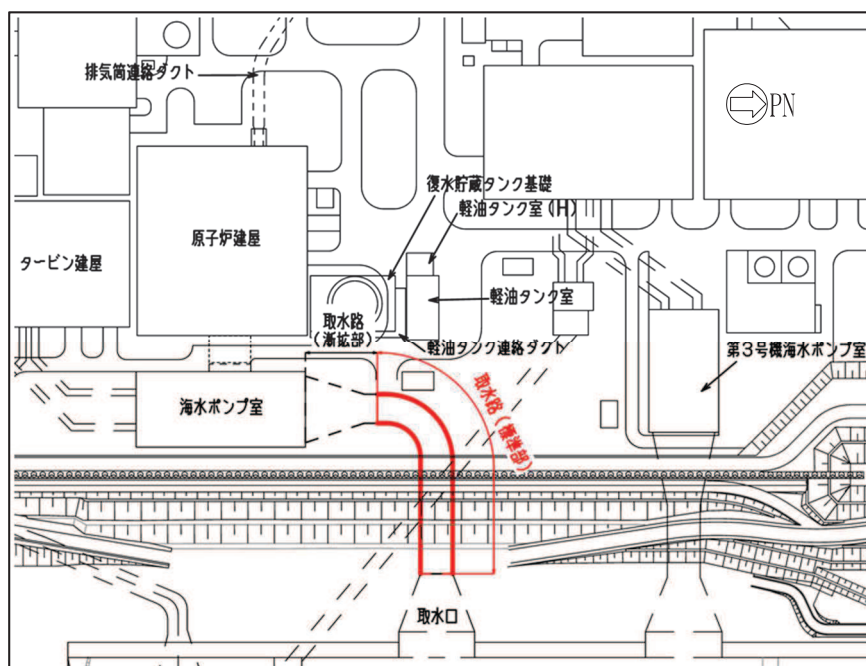 排気筒連絡ダクト
PN
復水貯蔵タンク基礎
軽油タンク室(H)
原子炉建屋
タービン建屋
軽油タンク室
取水路
(漸拡部)
軽油タンク連絡ダクト
第3号機海水ポンプ室
海水ポンプ室
取水路(標準部)
取水口